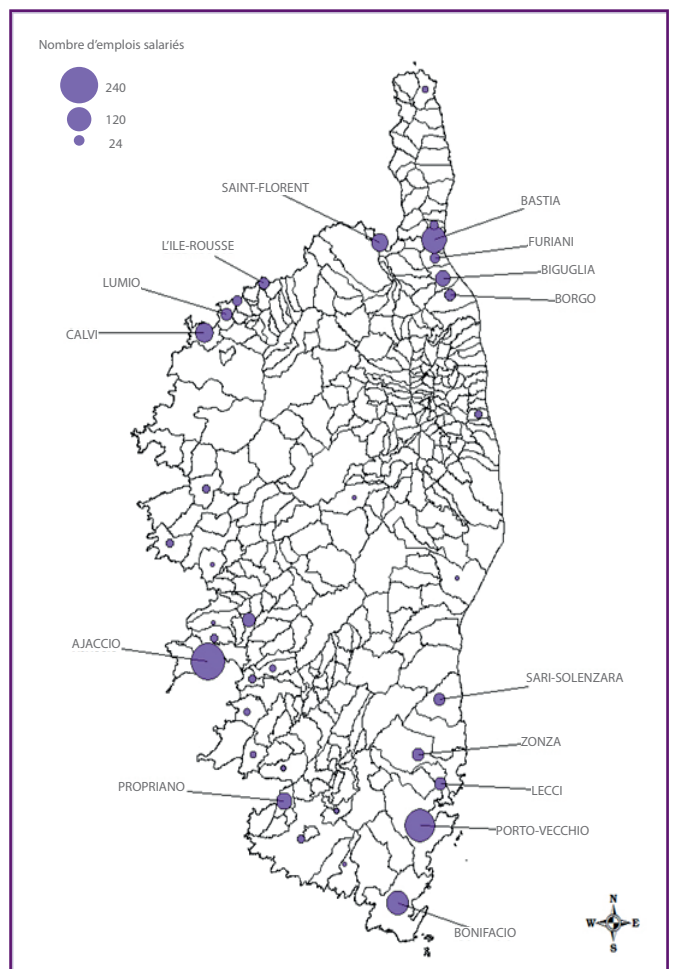 Nombre d'emplois salariés
240
120
24
SAINT-FLORENT
BASTIA
L'ILE-ROUSSE
FURIANI
LUMIO
BIGUGLIA
BORGO
CALVI
AJACCIO
SARI-SOLENZARA
ZONZA
PROPRIANO
LECCI
PORTO-VECCHIO
BONIFACIO
N
W E
S